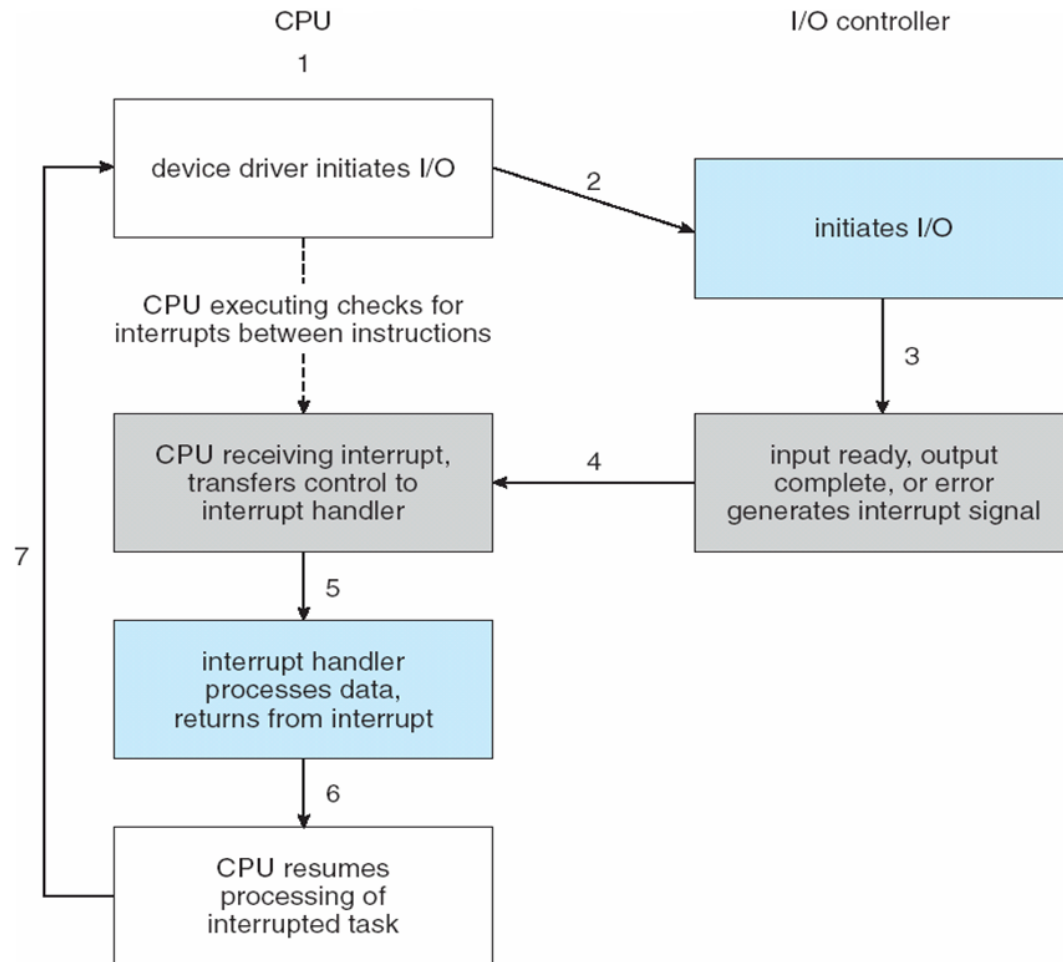 CPU
I/O controller
1
device driver initiates I/O
2
initiates I/O
CPU executing checks for
interrupts between instructions
3
CPU receiving interrupt,
transfers control to
interrupt handler
4
input ready, output
complete, or error
generates interrupt signal
7
5
interrupt handler
processes data,
returns from interrupt
6
CPU resumes
processing of
interrupted task